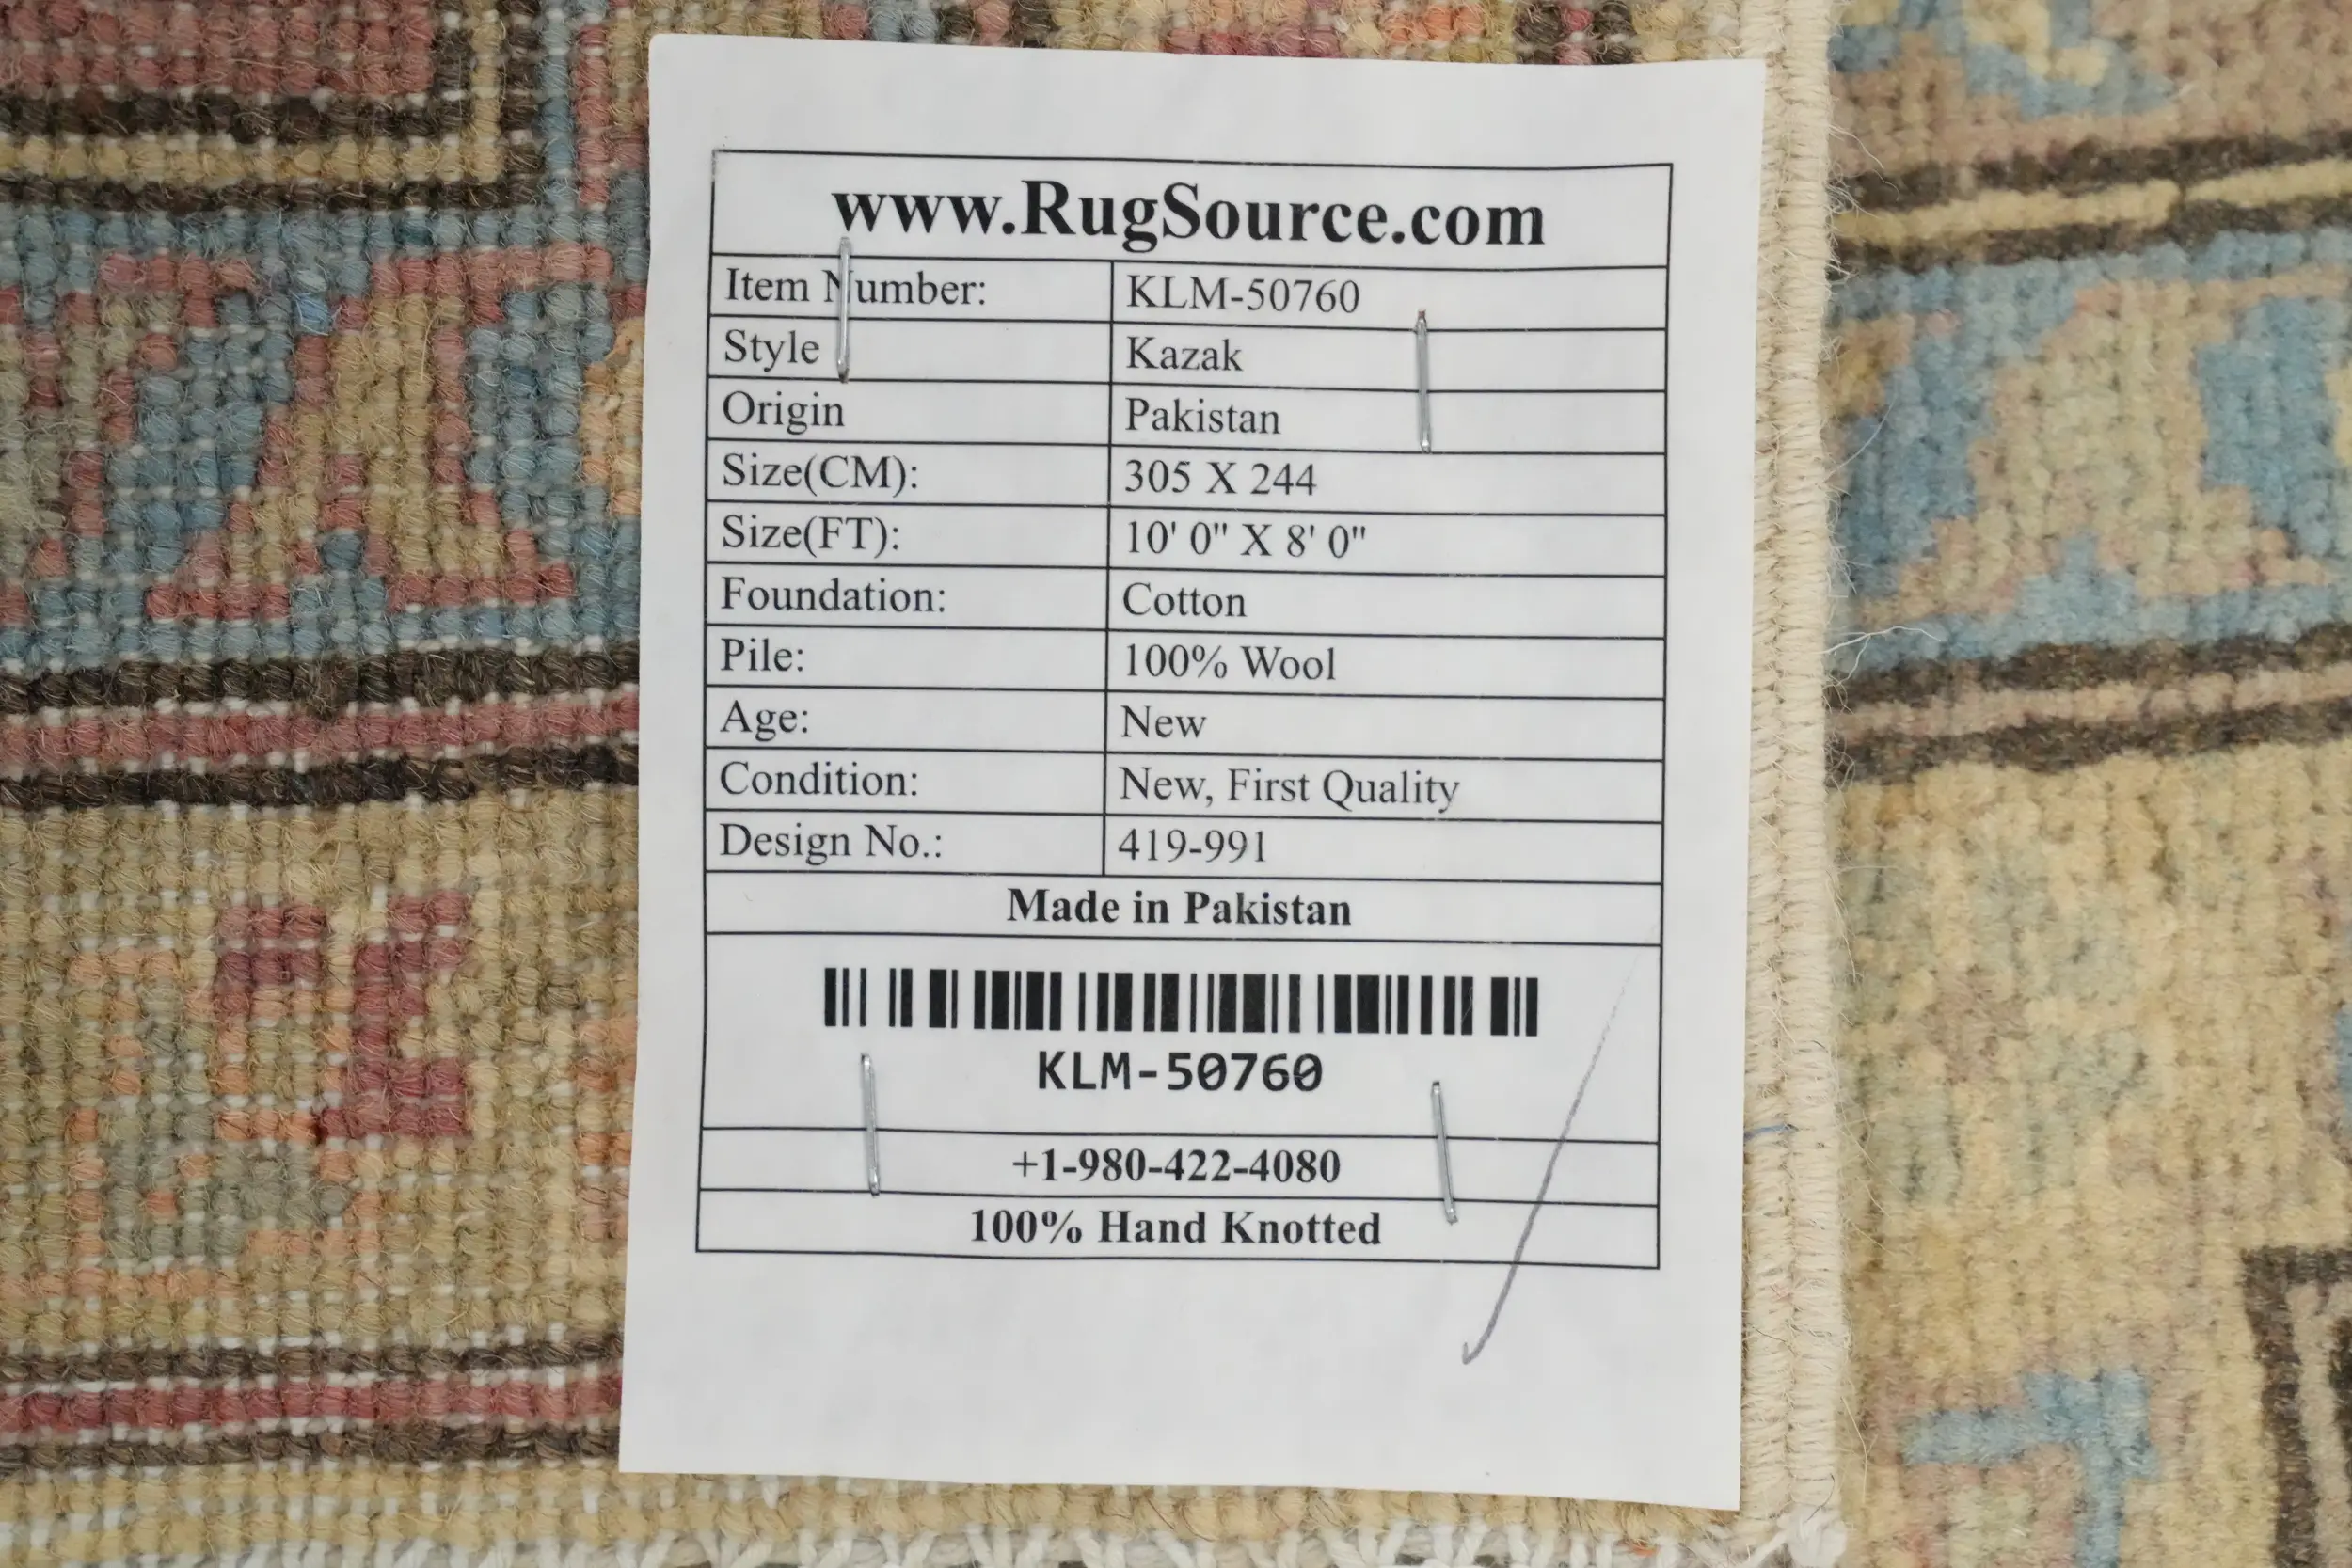 www.RugSource.com
Item Number: KLM-50760
Style Kazak
Origin Pakistan
Size(CM): 305 X 244
Size(FT): 10' 0" X 8' 0"
Foundation: Cotton
Pile: 100% Wool
Age: New
Condition: New, First Quality
Design No.: 419-991
Made in Pakistan
KLM-50760
+1-980-422-4080
100% Hand Knotted